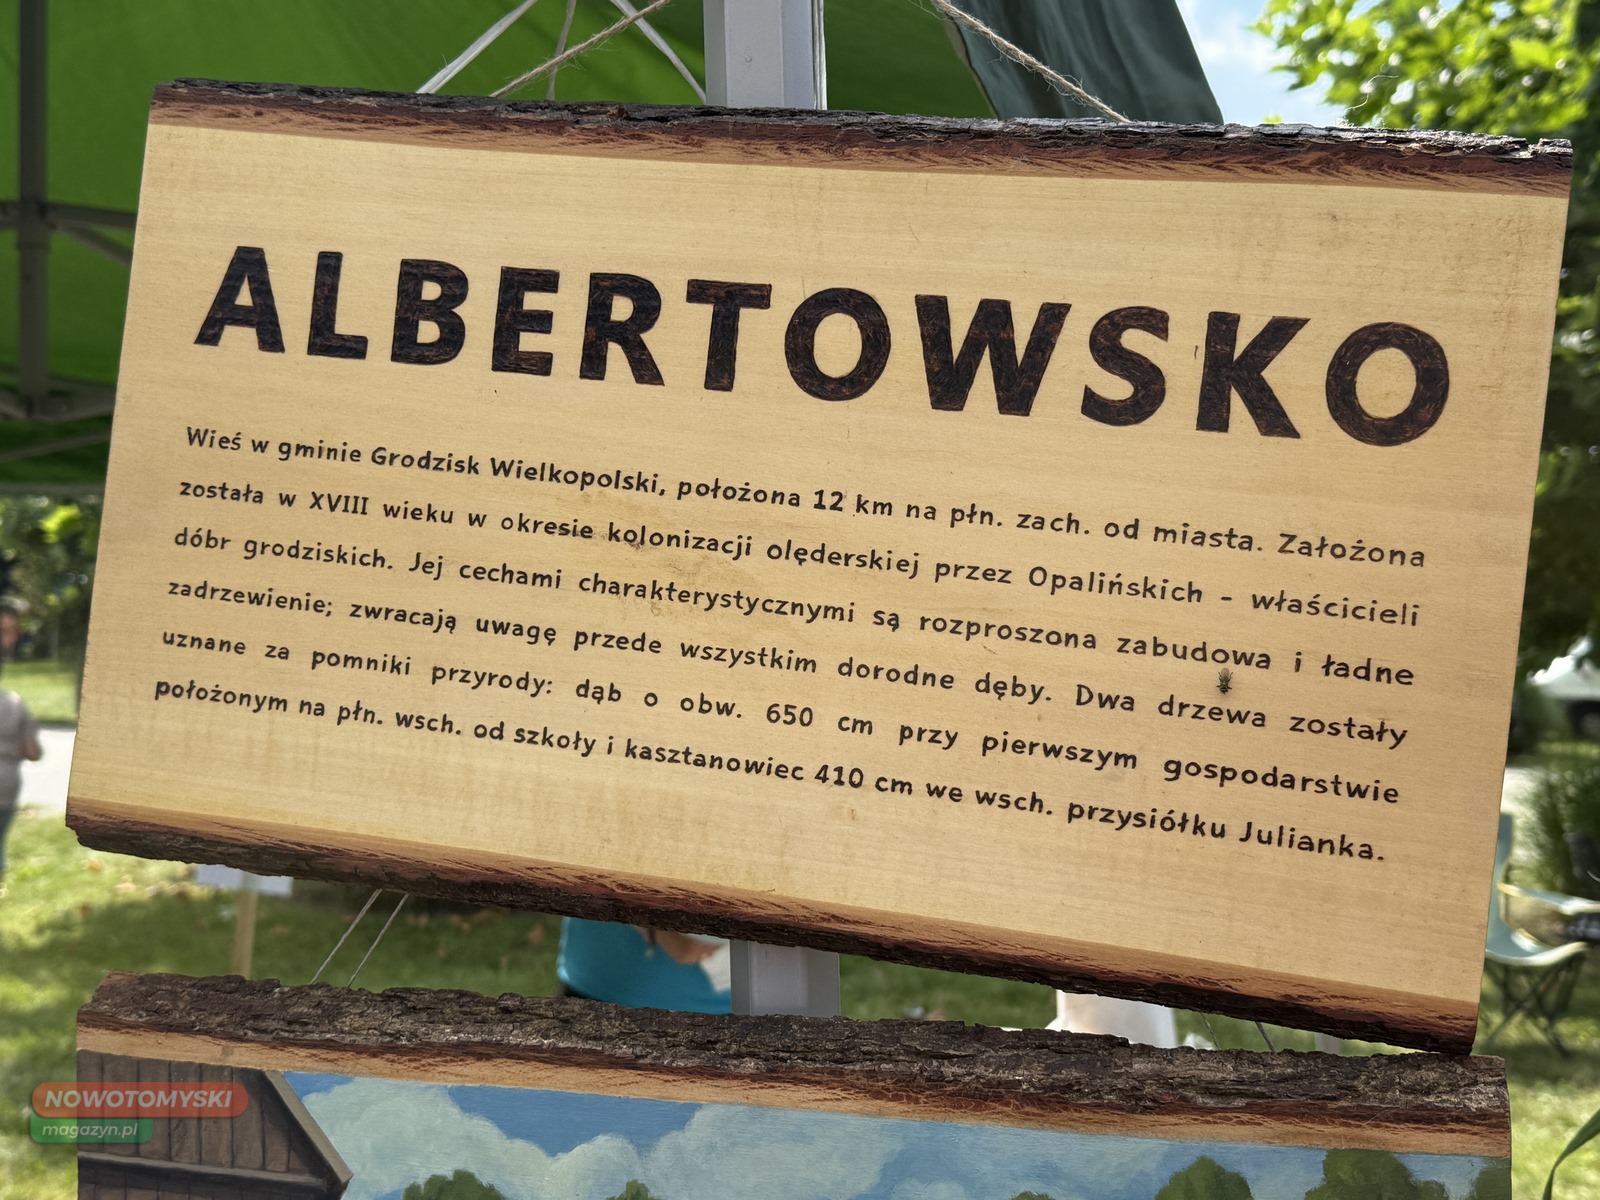 ALBERTOWSKO
Wieś w gminie Grodzisk Wielkopolski, położona 12 km na płn. zach. od miasta. Założona
została w XVIII wieku w okresie kolonizacji olęderskiej przez Opalińskich - właścicieli
dóbr grodziskich. Jej cechami charakterystycznymi są rozproszona zabudowa i ładne
zadrzewienie; zwracają uwagę przede wszystkim dorodne dęby. Dwa drzewa zostały
uznane za pomniki przyrody: dąb o obw. 650 cm przy pierwszym gospodarstwie
położonym na płn. wsch. od szkoły i kasztanowiec 410 cm we wsch. przysiółku Julianka.
NOWOTOMYSKI
magazyn.pl